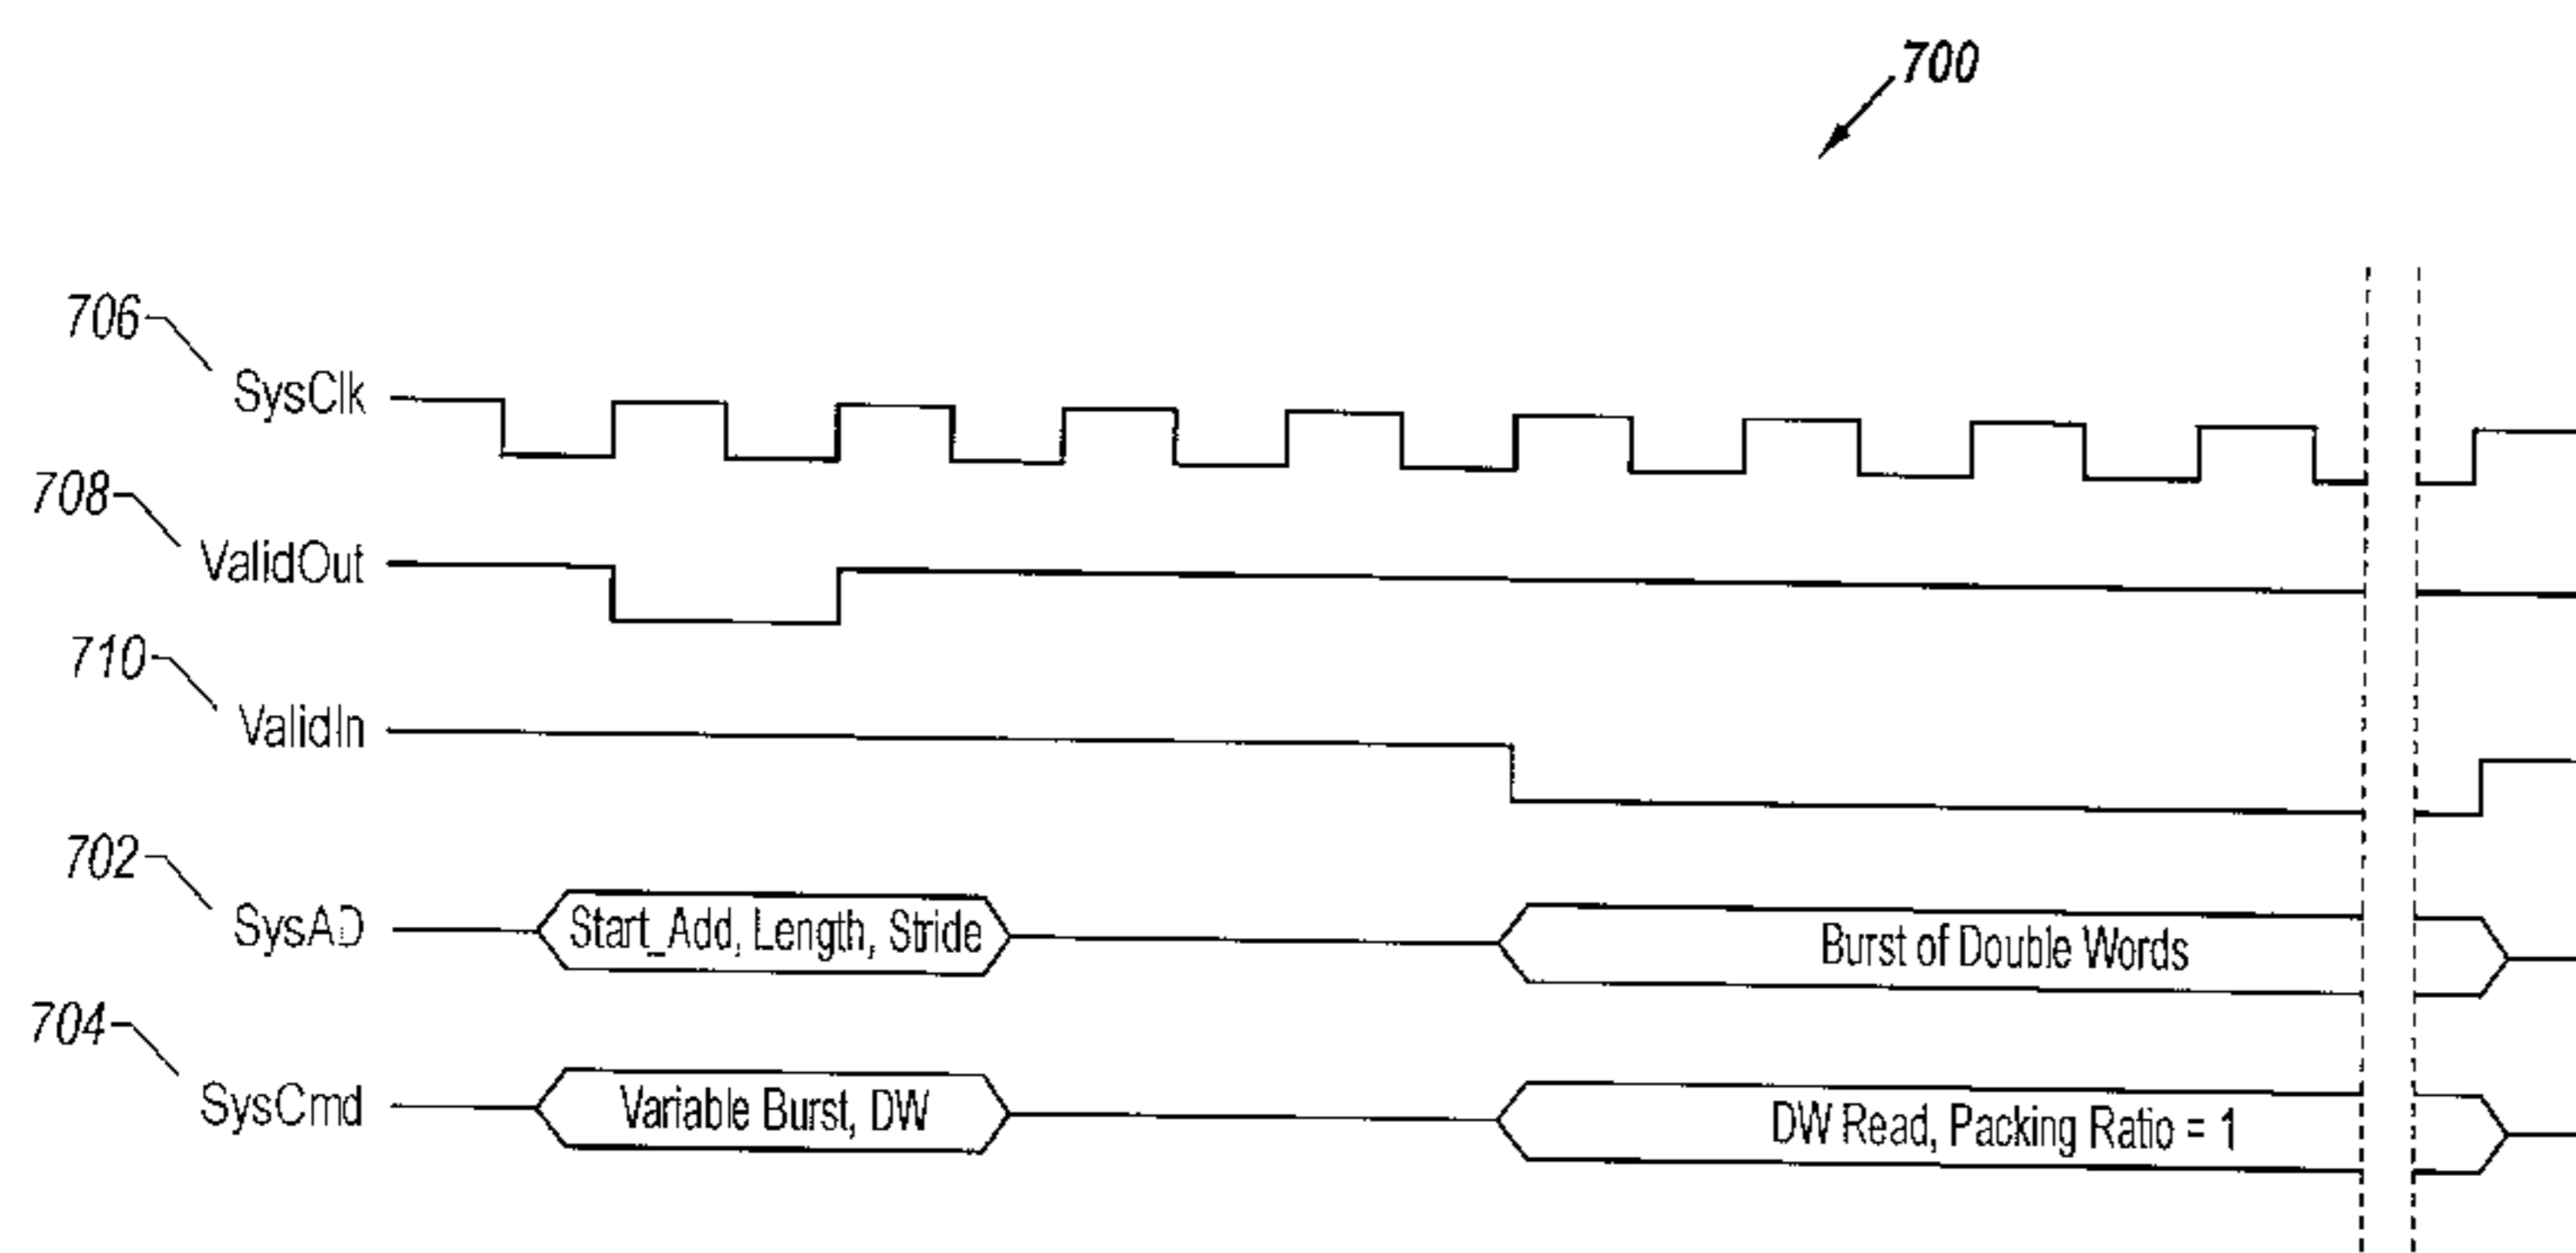 700
706
SysClk
708
ValidOut
710
ValidIn
702
SysAD
Start_Add, Length, Stride
Burst of Double Words
704
SysCmd
Variable Burst, DW
DW Read, Packing Ratio = 1